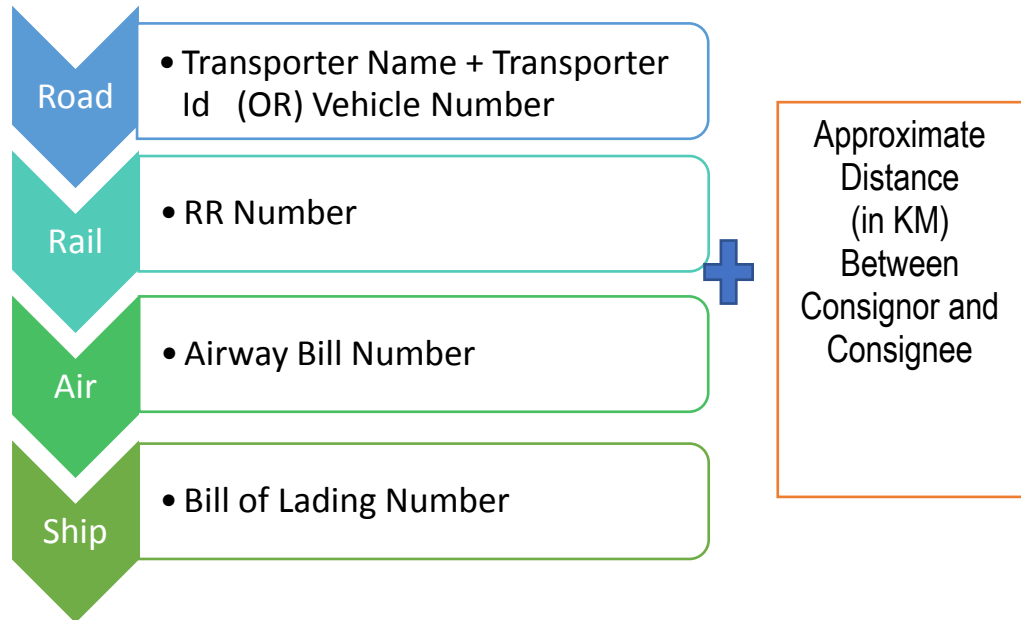 Road
• Transporter Name + Transporter
Id (OR) Vehicle Number
Rail
• RR Number
Air
• Airway Bill Number
Ship
• Bill of Lading Number
Approximate
Distance
(in KM)
Between
Consignor and
Consignee